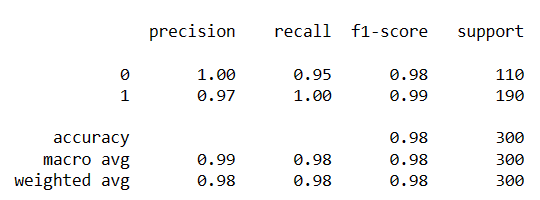 precision recall f1-score support
0 1.00 0.95 0.98 110
1 0.97 1.00 0.99 190
accuracy 0.98 300
macro avg 0.99 0.98 0.98 300
weighted avg 0.98 0.98 0.98 300